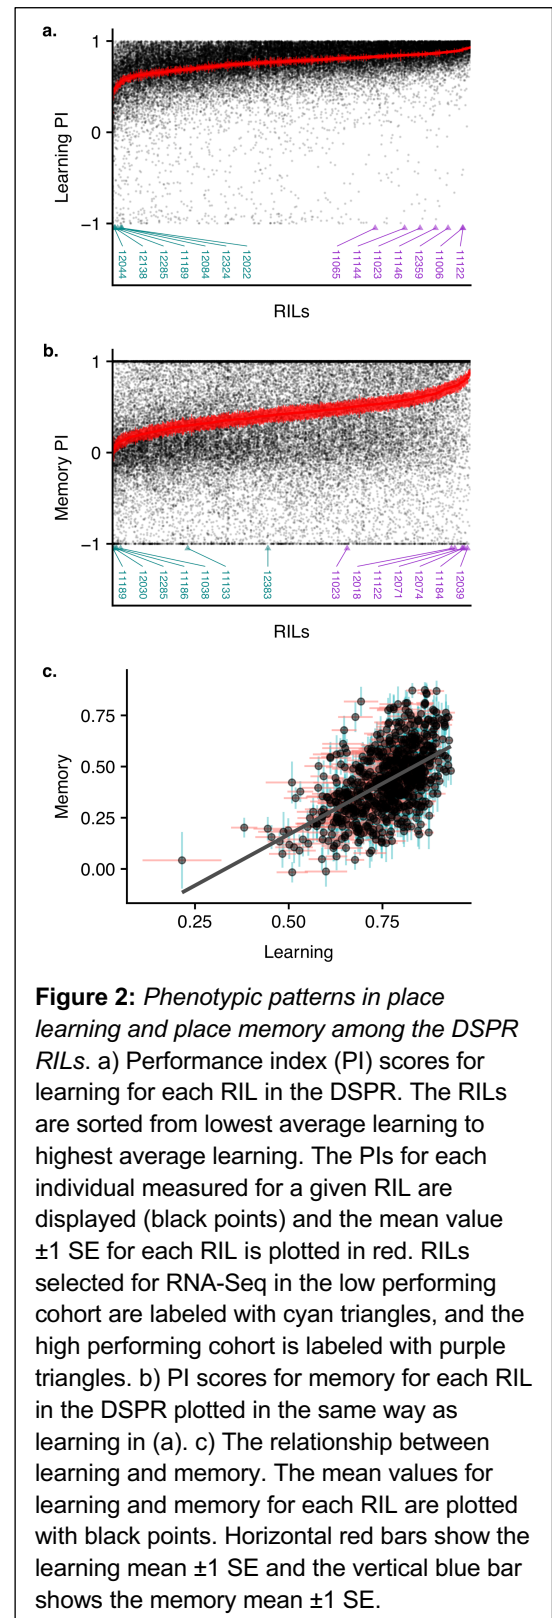 a.
1
0
−1
Learning PI
12044
12138
12285
11189
12084
12324
12022
11065
11144
11023
11146
12359
11006
11122
RILs
b.
1
0
−1
Memory PI
11189
12030
12285
11186
11038
11133
12383
11023
12018
11122
12071
12074
11184
12039
RILs
c.
0.75
0.50
0.25
0.00
Memory
0.25
0.50
0.75
Learning
Figure 2: Phenotypic patterns in place
learning and place memory among the DSPR
RILs. a) Performance index (PI) scores for
learning for each RIL in the DSPR. The RILs
are sorted from lowest average learning to
highest average learning. The PIs for each
individual measured for a given RIL are
displayed (black points) and the mean value
±1 SE for each RIL is plotted in red. RILs
selected for RNA-Seq in the low performing
cohort are labeled with cyan triangles, and the
high performing cohort is labeled with purple
triangles. b) PI scores for memory for each RIL
in the DSPR plotted in the same way as
learning in (a). c) The relationship between
learning and memory. The mean values for
learning and memory for each RIL are plotted
with black points. Horizontal red bars show the
learning mean ±1 SE and the vertical blue bar
shows the memory mean ±1 SE.